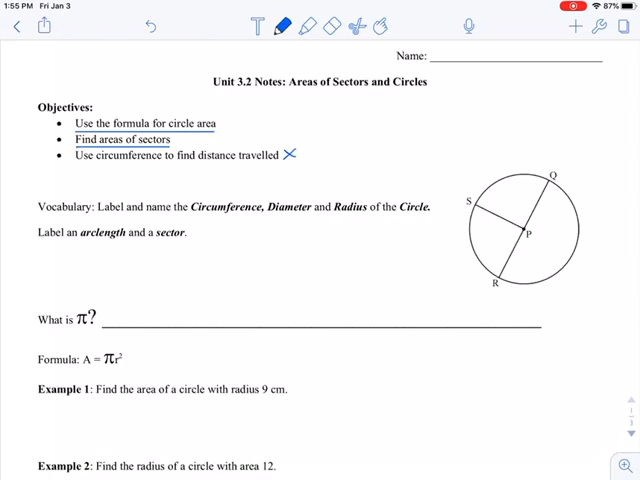 1:55 PM Fri Jan 3
87%
Name:
Unit 3.2 Notes: Areas of Sectors and Circles
Objectives:
• Use the formula for circle area
• Find areas of sectors
• Use circumference to find distance travelled
Q
S
Vocabulary: Label and name the Circumference, Diameter and Radius of the Circle.
Label an arclength and a sector.
P
R
What is π?
Formula: A = πr²
Example 1: Find the area of a circle with radius 9 cm.
1
3
Example 2: Find the radius of a circle with area 12.